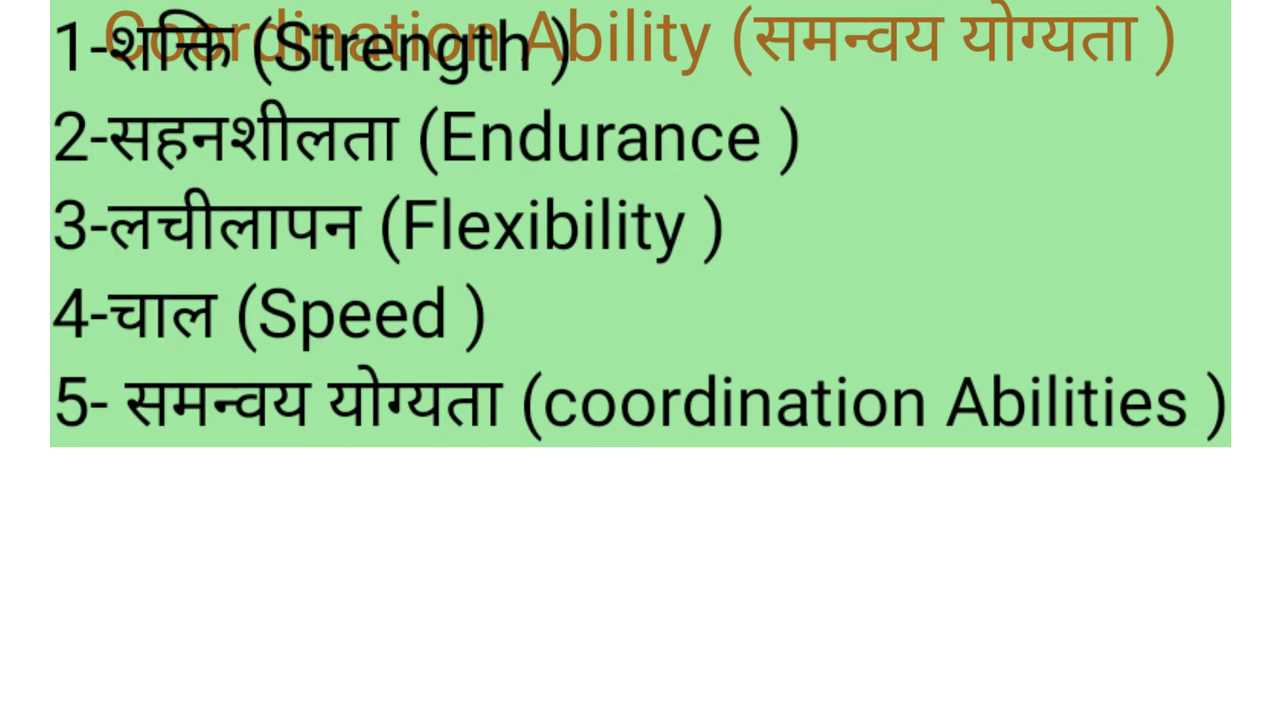 Coordination Ability (समन्वय योग्यता )
1-शक्ति (Strength )
2-सहनशीलता (Endurance )
3-लचीलापन (Flexibility )
4-चाल (Speed )
5- समन्वय योग्यता (coordination Abilities )